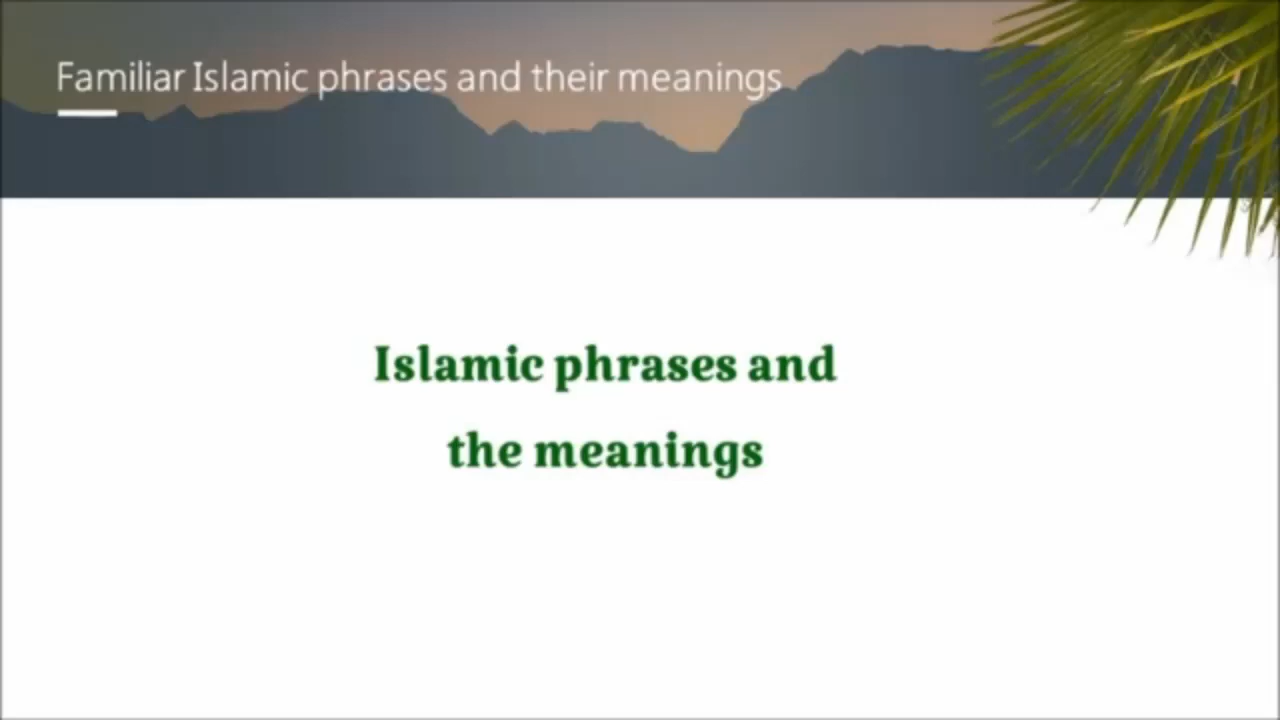 Familiar Islamic phrases and their meanings
Islamic phrases and
the meanings